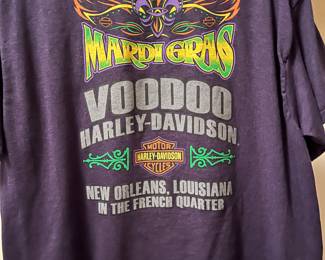 MARDI GRAS
VOODOO
HARLEY-DAVIDSON
MOTOR
HARLEY-DAVIDSON
CYCLES
NEW ORLEANS, LOUISIANA
IN THE FRENCH QUARTER